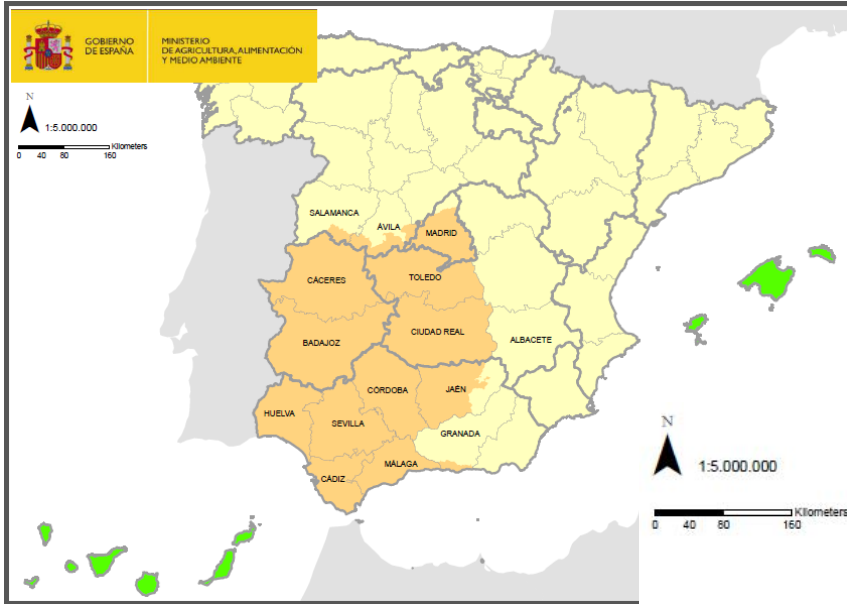 GOBIERNO
DE ESPAÑA
MINISTERIO
DE AGRICULTURA, ALIMENTACIÓN
Y MEDIO AMBIENTE
N
1:5.000.000
Kilometers
0 40 80 160
SALAMANCA
ÁVILA
MADRID
CÁCERES
TOLEDO
BADAJOZ
CIUDAD REAL
ALBACETE
CÓRDOBA
JAÉN
HUELVA
SEVILLA
GRANADA
MÁLAGA
CÁDIZ
N
1:5.000.000
Kilometers
0 40 80 160